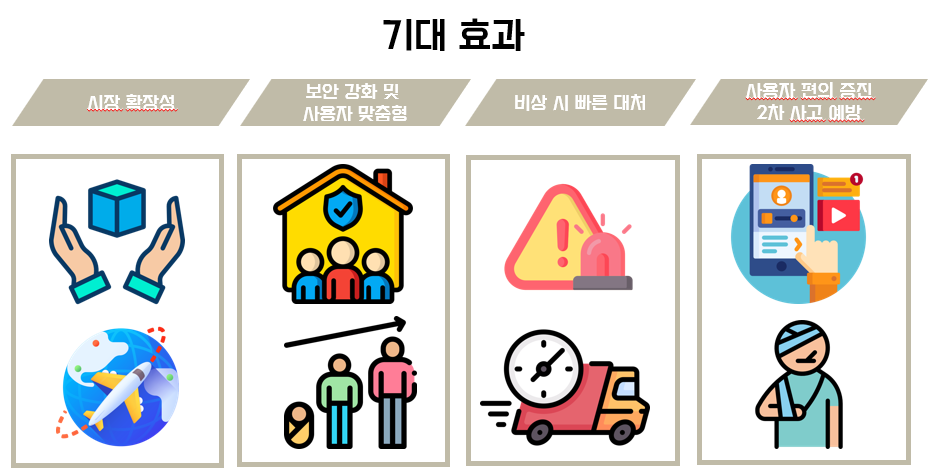 기대 효과
시장 확장성
보안 강화 및
사용자 맞춤형
비상 시 빠른 대처
사용자 편의 증진
2차 사고 예방
1